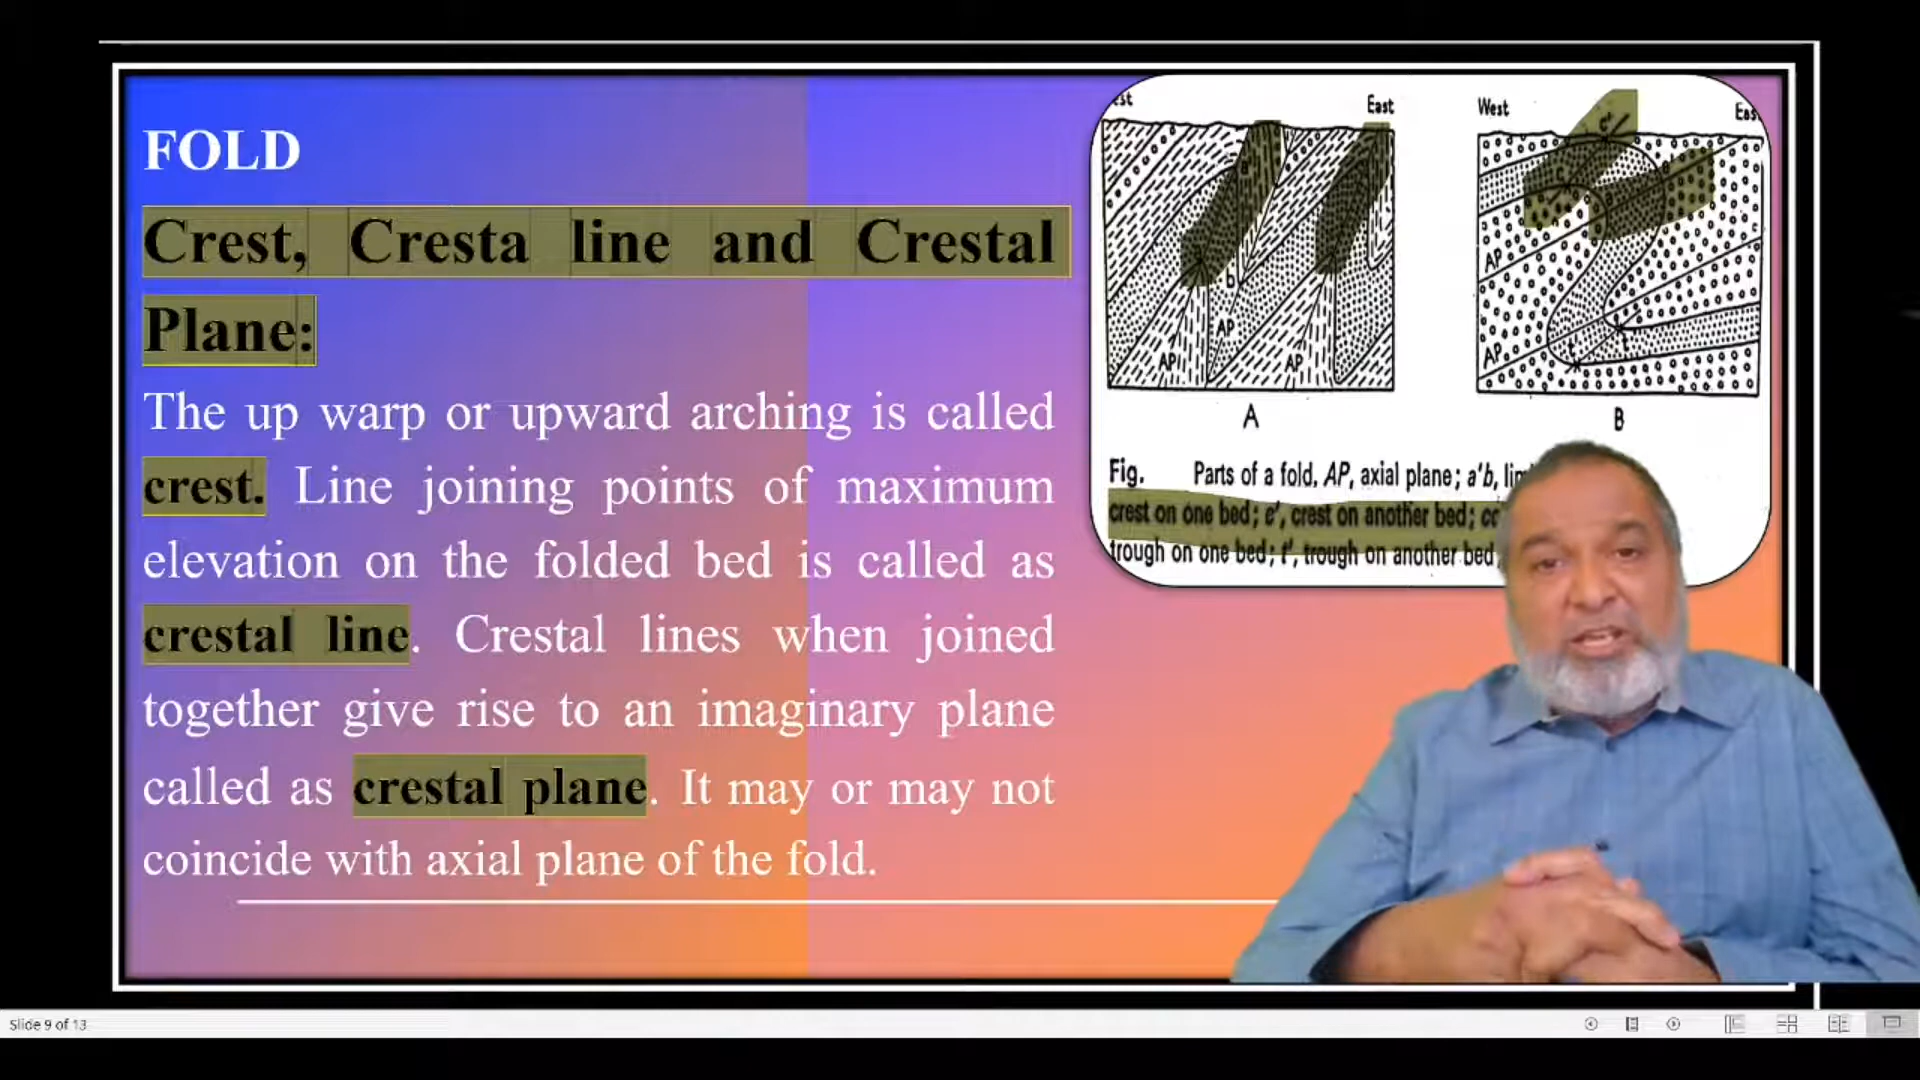 FOLD
Crest, Cresta line and Crestal
Plane:
The up warp or upward arching is called
crest. Line joining points of maximum
elevation on the folded bed is called as
crestal line. Crestal lines when joined
together give rise to an imaginary plane
called as crestal plane. It may or may not
coincide with axial plane of the fold.
East
West
b
AP
AP
AP
A
c'
c
AP
AP
t'
t
B
Fig. Parts of a fold. AP, axial plane; a'b,
crest on one bed; c', crest on another bed;
trough on one bed; t', trough on another bed
Slide 9 of 13